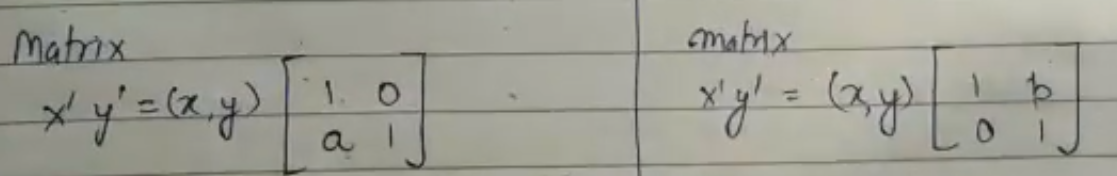 Matrix
x' y' = (x, y) [ 1 0
a 1 ]
matrix
x' y' = (x, y) [ 1 b
0 1 ]